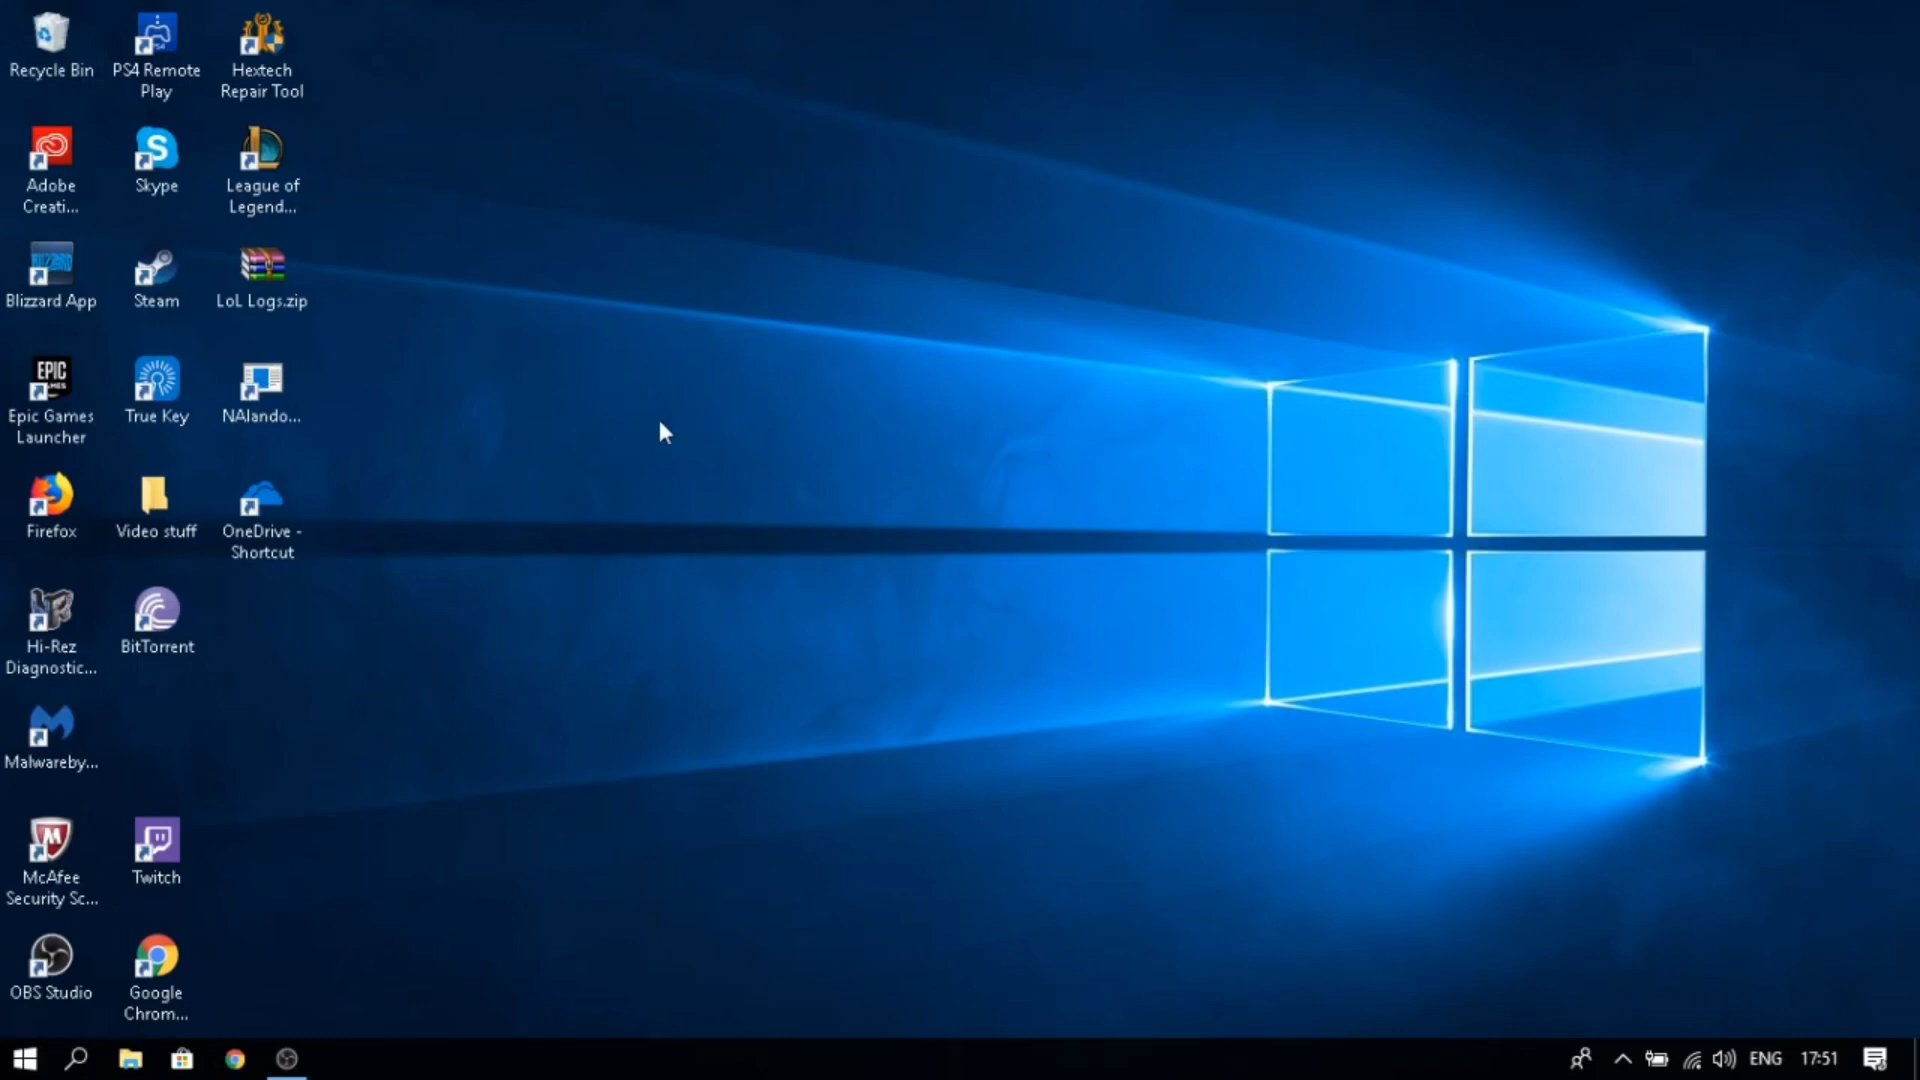 Recycle Bin
PS4 Remote
Play
Hextech
Repair Tool
Adobe
Creati...
Skype
League of
Legend...
Blizzard App
Steam
LoL Logs.zip
Epic Games
Launcher
True Key
NAlando...
Firefox
Video stuff
OneDrive -
Shortcut
Hi-Rez
Diagnostic...
BitTorrent
Malwareby...
McAfee
Security Sc...
Twitch
OBS Studio
Google
Chrom...
ENG
17:51